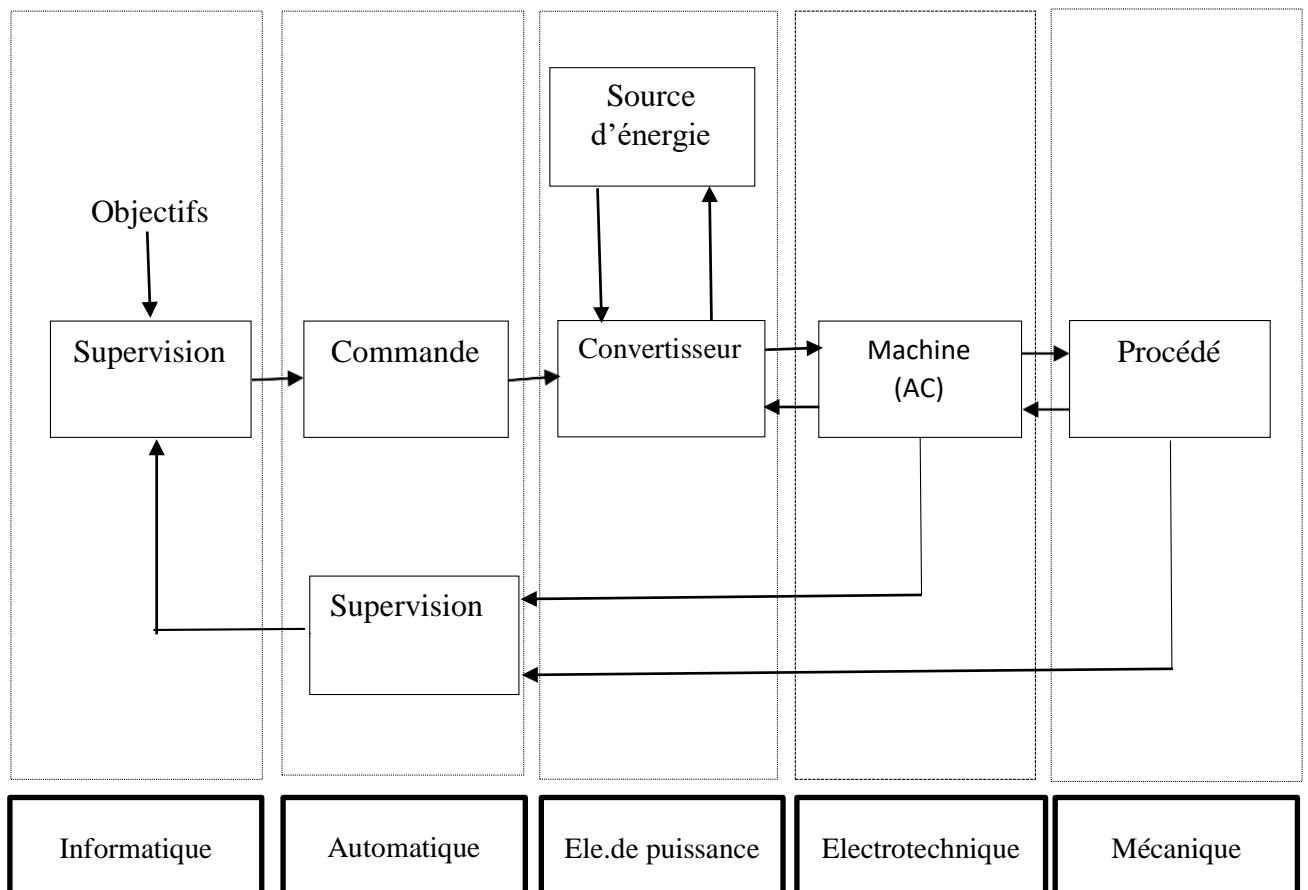 Source
d’énergie
Objectifs
Supervision
Commande
Convertisseur
Machine
(AC)
Procédé
Supervision
Informatique
Automatique
Ele.de puissance
Electrotechnique
Mécanique